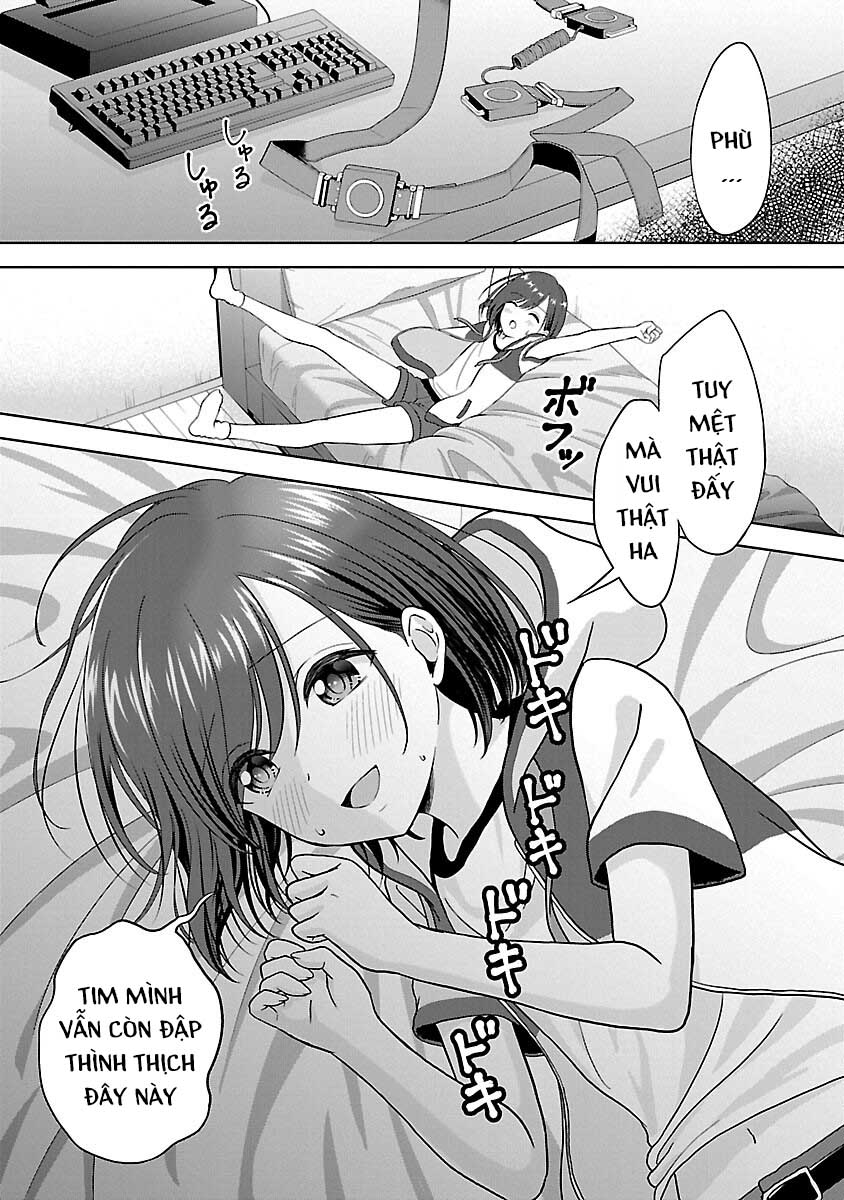 PHÙ
...
しゅる
しゅる
TUY
MỆT
THẬT
ĐẤY
MÀ
VUI
THẬT
HA
ボフッ
ドキ
ドキ
ドキ
ドキ
TIM MÌNH
VẪN CÒN ĐẬP
THÌNH THỊCH
ĐÂY NÀY